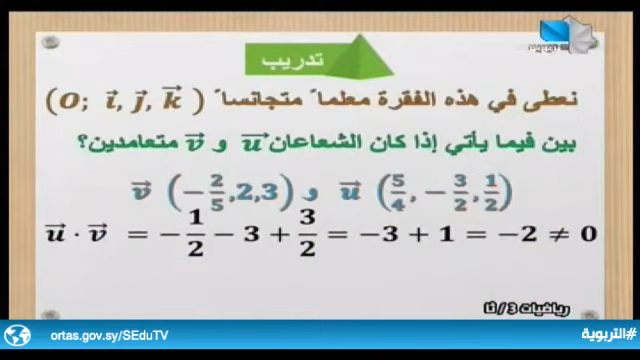 التربوية
تدريب
نعطى في هذه الفقرة معلماً متجانساً (O; i⃗, j⃗, k⃗)
بين فيما يأتي إذا كان الشعاعان u⃗ و v⃗ متعامدين؟
u⃗ (5/4, −3/2, 1/2) و v⃗ (−2/5, 2, 3)
u⃗ · v⃗ = −1/2 − 3 + 3/2 = −3 + 1 = −2 ≠ 0
رياضيات 3/ثا
ortas.gov.sy/SEduTV #التربوية